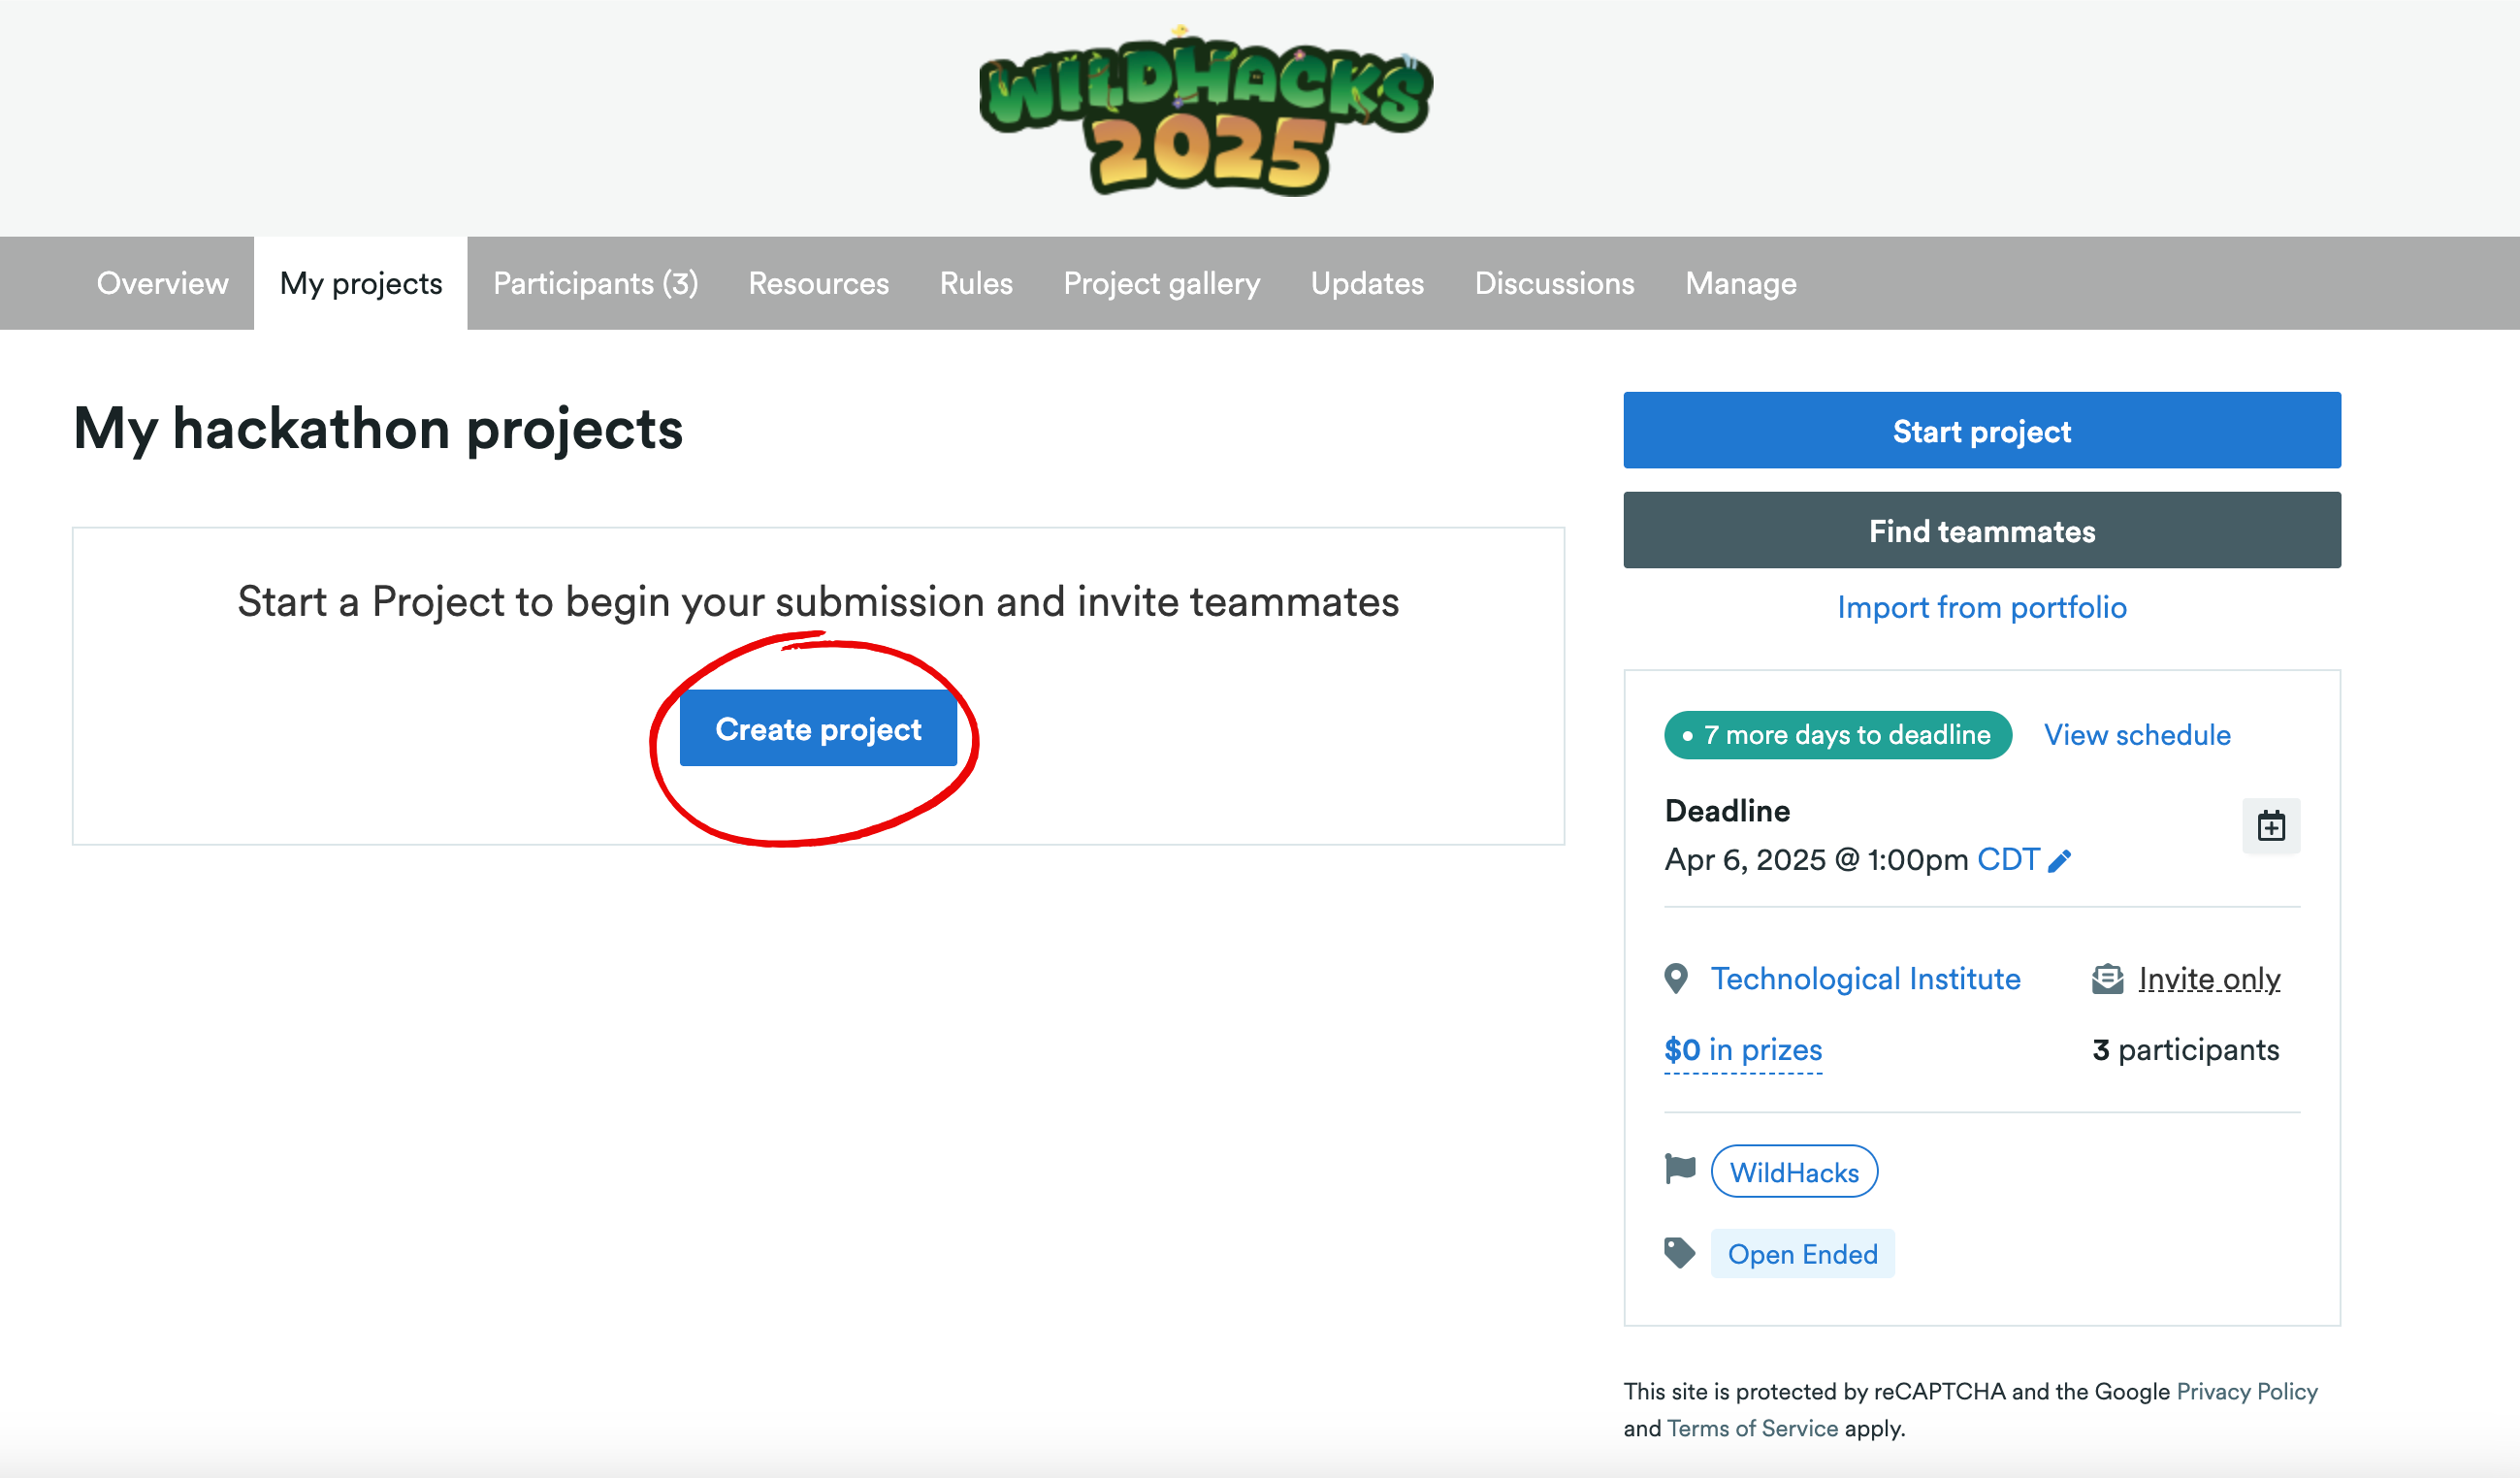 WILDHACKS
2025
Overview My projects Participants (3) Resources Rules Project gallery Updates Discussions Manage
My hackathon projects
Start a Project to begin your submission and invite teammates
Create project
Start project
Find teammates
Import from portfolio
7 more days to deadline View schedule
Deadline
Apr 6, 2025 @ 1:00pm CDT
Technological Institute Invite only
$0 in prizes 3 participants
WildHacks
Open Ended
This site is protected by reCAPTCHA and the Google Privacy Policy
and Terms of Service apply.